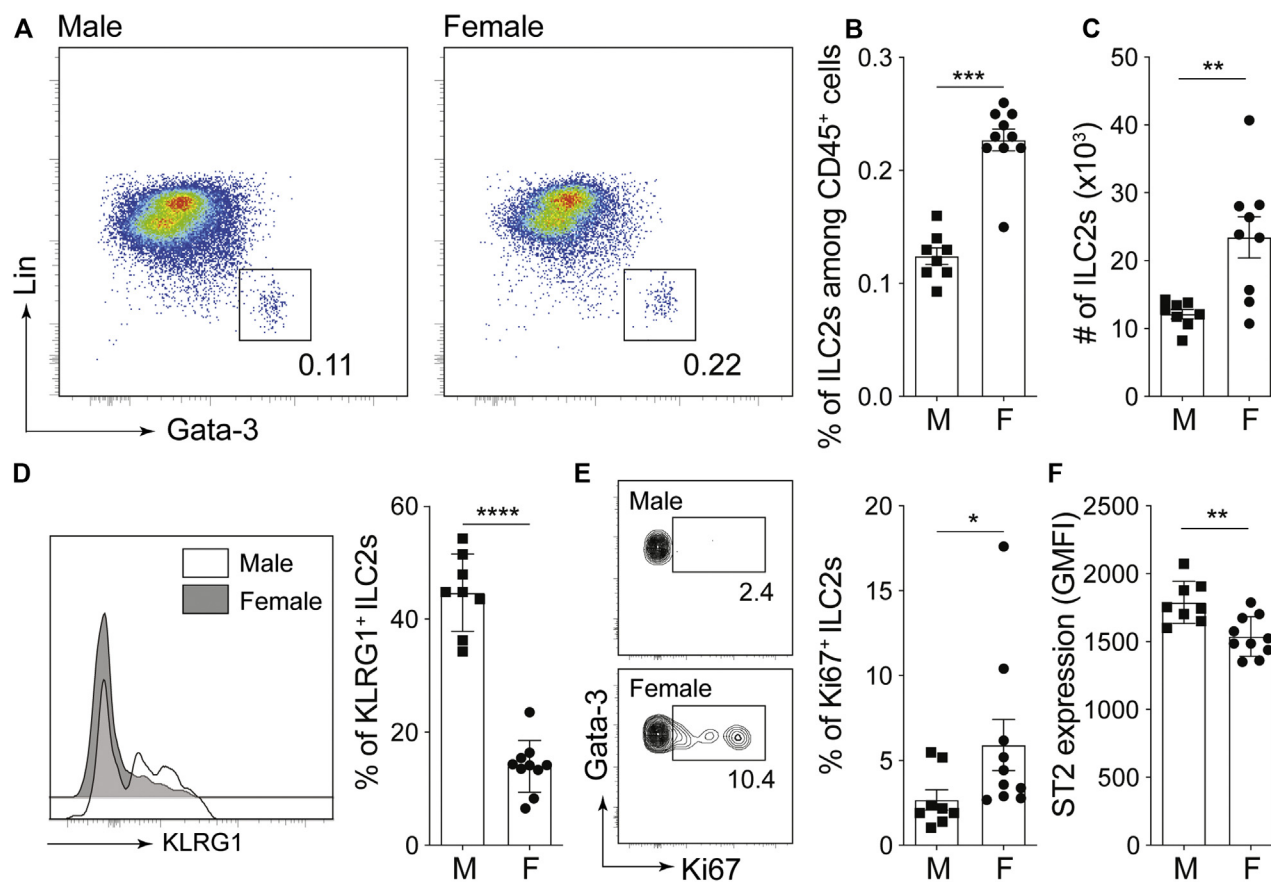 A
Male
Female
Lin
Gata-3
0.11
0.22
B
% of ILC2s among CD45⁺ cells
0.3
0.2
0.1
0.0
***
M
F
C
# of ILC2s (x10³)
50
40
30
20
10
0
**
M
F
D
Male
Female
KLRG1
% of KLRG1⁺ ILC2s
60
40
20
0
****
M
F
E
Male
2.4
Female
10.4
Gata-3
Ki67
% of Ki67⁺ ILC2s
20
15
10
5
0
*
M
F
F
ST2 expression (GMFI)
2500
2000
1500
1000
500
0
**
M
F